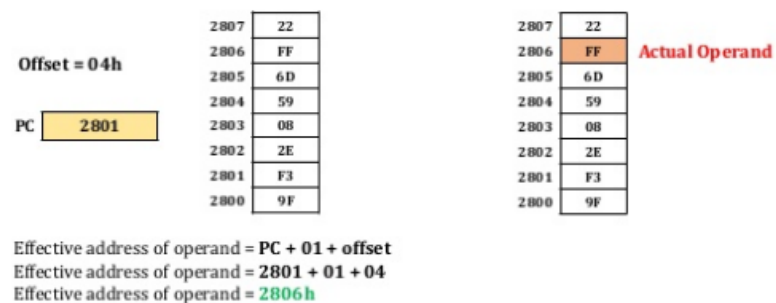 2807 22
2806 FF
Offset = 04h
2805 6D
2804 59
PC 2801
2803 08
2802 2E
2801 F3
2800 9F
2807 22
2806 FF Actual Operand
2805 6D
2804 59
2803 08
2802 2E
2801 F3
2800 9F
Effective address of operand = PC + 01 + offset
Effective address of operand = 2801 + 01 + 04
Effective address of operand = 2806h